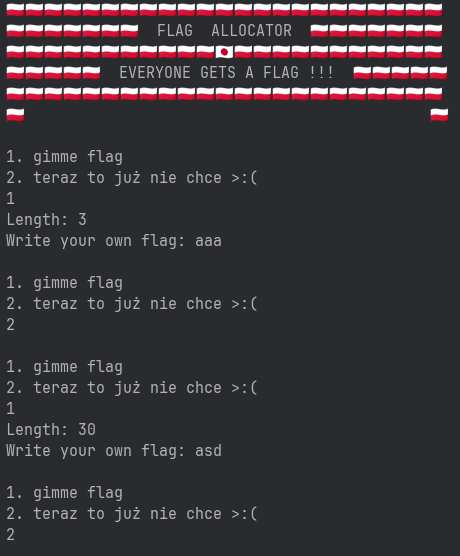 FLAG ALLOCATOR
EVERYONE GETS A FLAG !!!
1. gimme flag
2. teraz to już nie chce >:(
1
Length: 3
Write your own flag: aaa
1. gimme flag
2. teraz to już nie chce >:(
2
1. gimme flag
2. teraz to już nie chce >:(
1
Length: 30
Write your own flag: asd
1. gimme flag
2. teraz to już nie chce >:(
2